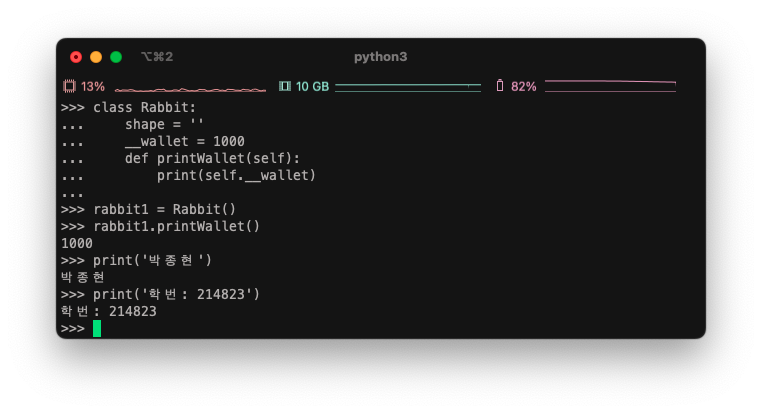 ⌥⌘2
python3
13%
10 GB
82%
>>> class Rabbit:
...     shape = ''
...     __wallet = 1000
...     def printWallet(self):
...         print(self.__wallet)
...
>>> rabbit1 = Rabbit()
>>> rabbit1.printWallet()
1000
>>> print('박종현')
박종현
>>> print('학번: 214823')
학번: 214823
>>>